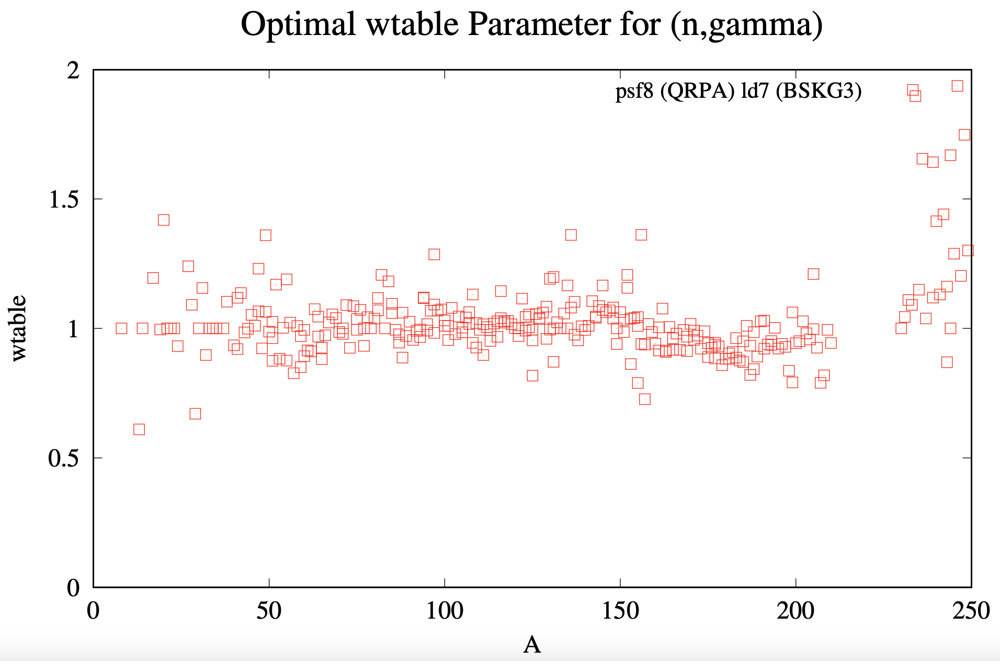 Optimal wtable Parameter for (n,gamma)
2
psf8 (QRPA) ld7 (BSKG3)
1.5
1
wtable
0.5
0
0 50 100 150 200 250
A